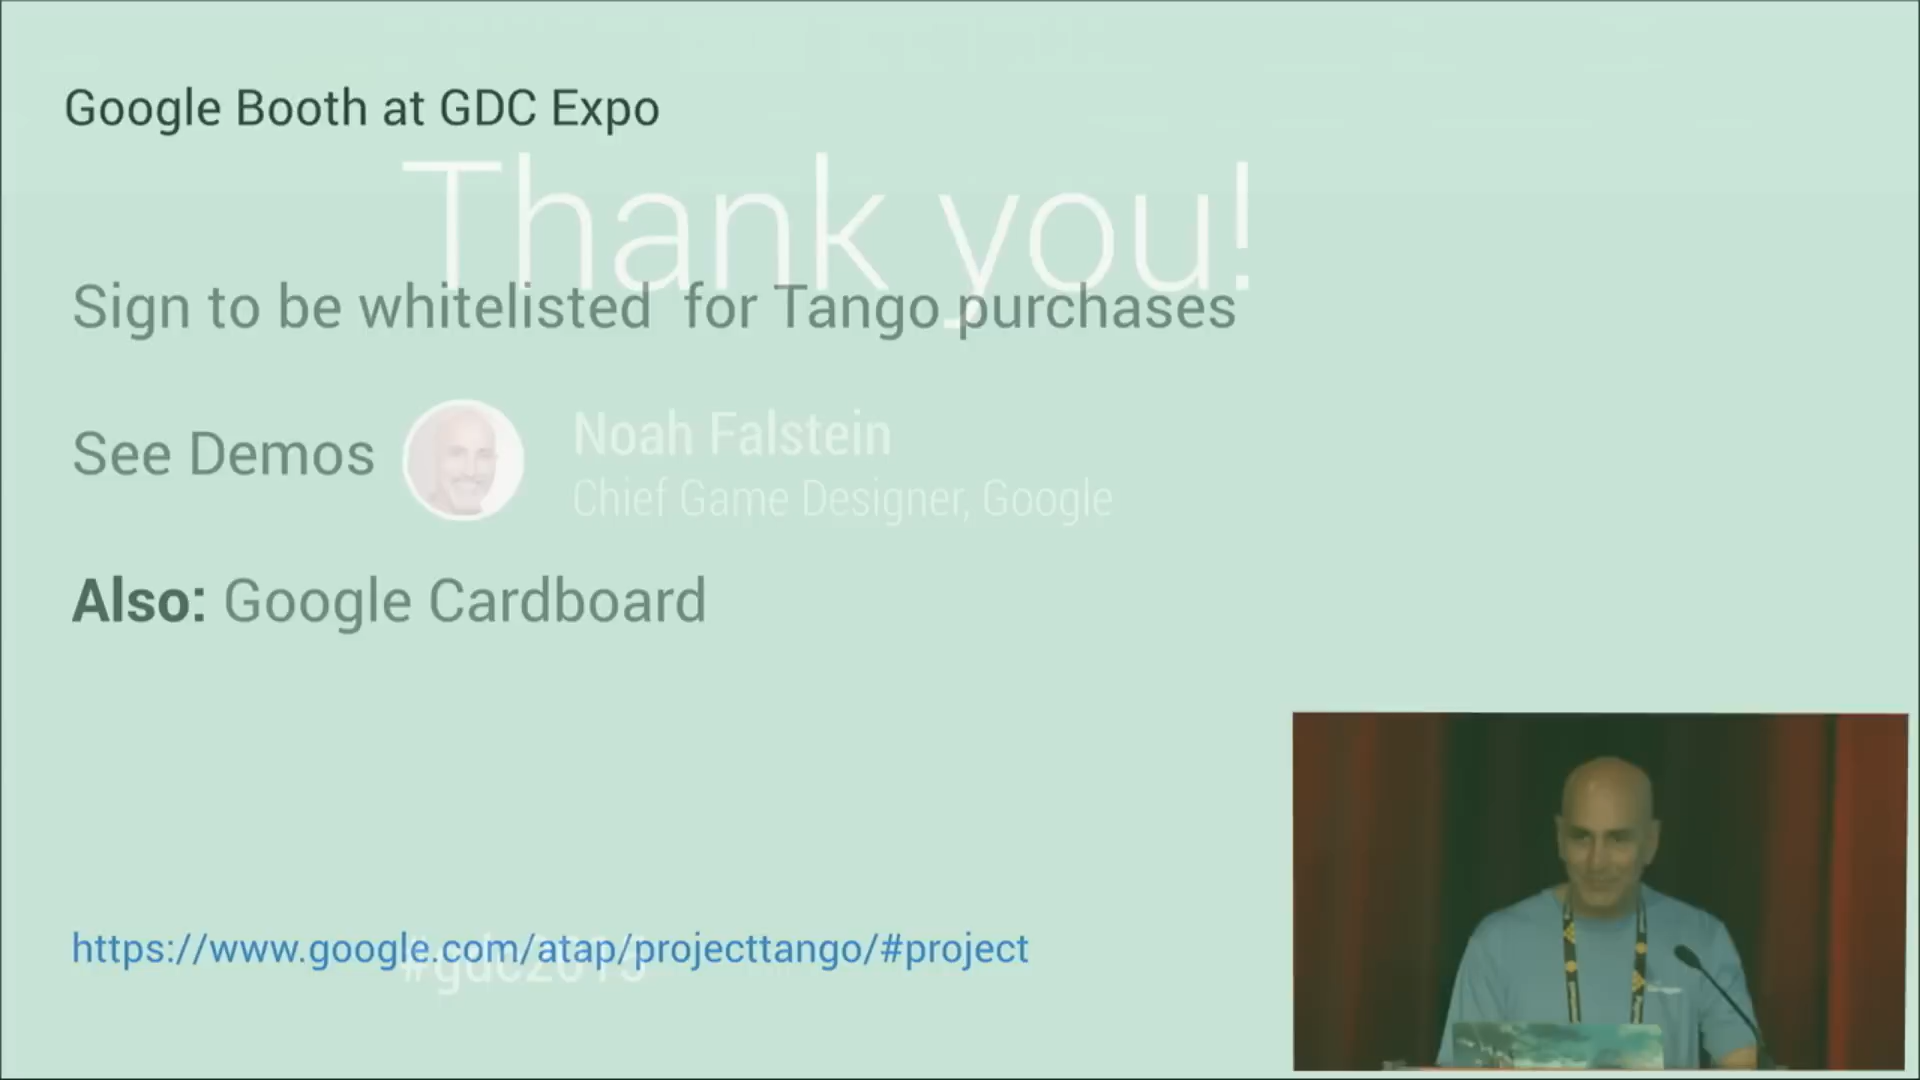 Google Booth at GDC Expo
Thank you!
Sign to be whitelisted  for Tango purchases
See Demos
Noah Falstein
Chief Game Designer, Google
Also: Google Cardboard
https://www.google.com/atap/projecttango/#project
#gdc2015